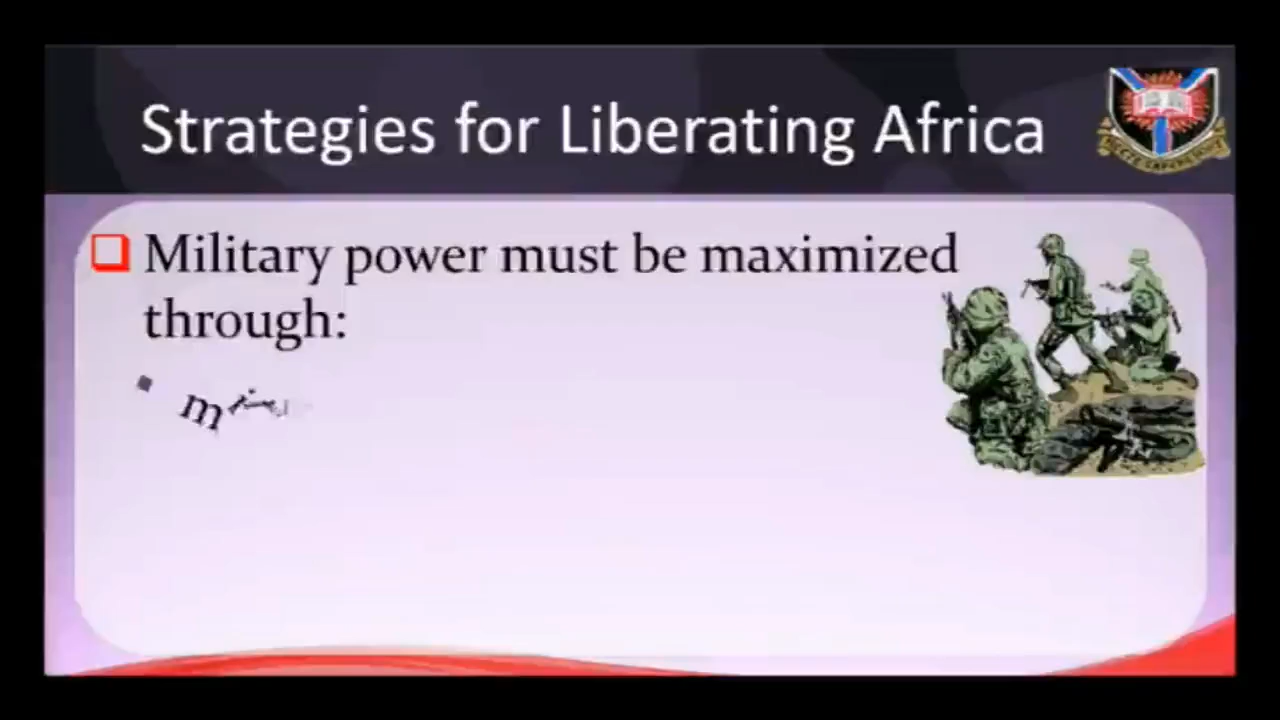 Strategies for Liberating Africa
Military power must be maximized
through: